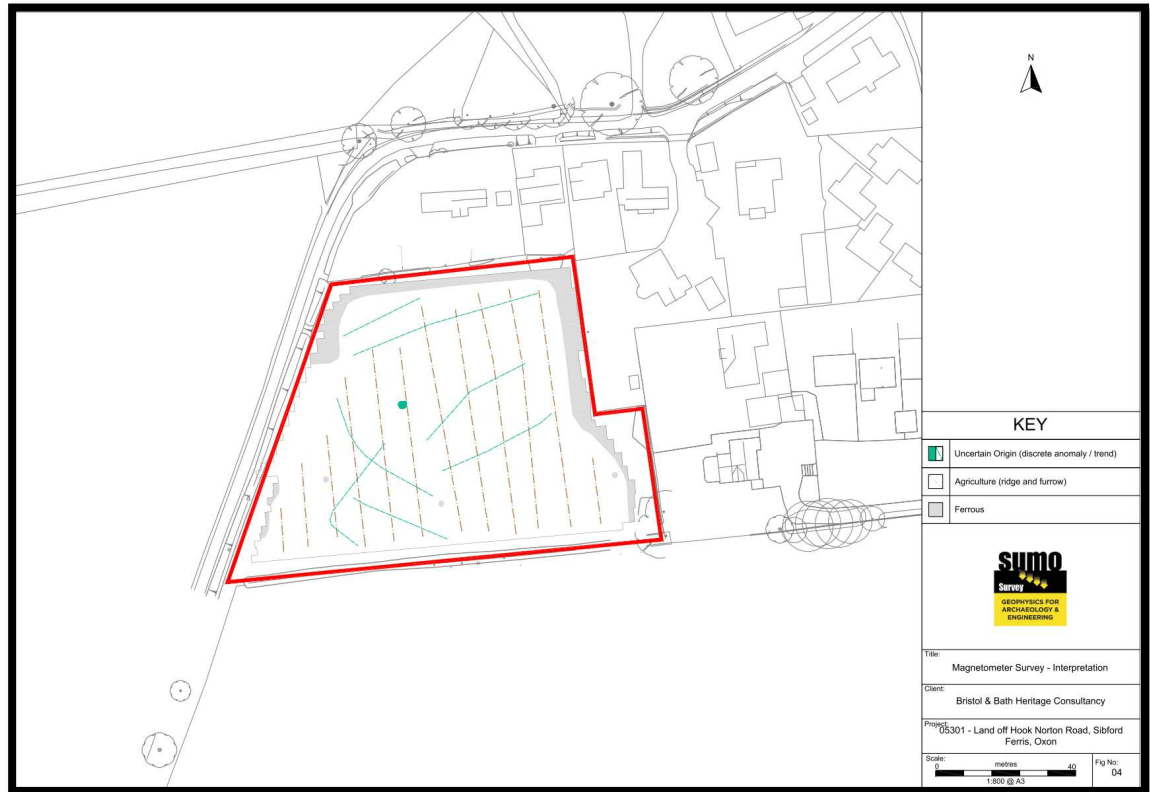 N
KEY
Uncertain Origin (discrete anomaly / trend)
Agriculture (ridge and furrow)
Ferrous
sumo
Survey
GEOPHYSICS FOR
ARCHAEOLOGY &
ENGINEERING
Title:
Magnetometer Survey - Interpretation
Client:
Bristol & Bath Heritage Consultancy
Project:
05301 - Land off Hook Norton Road, Sibford
Ferris, Oxon
Scale:
0 metres 40
1:800 @ A3
Fig No:
04